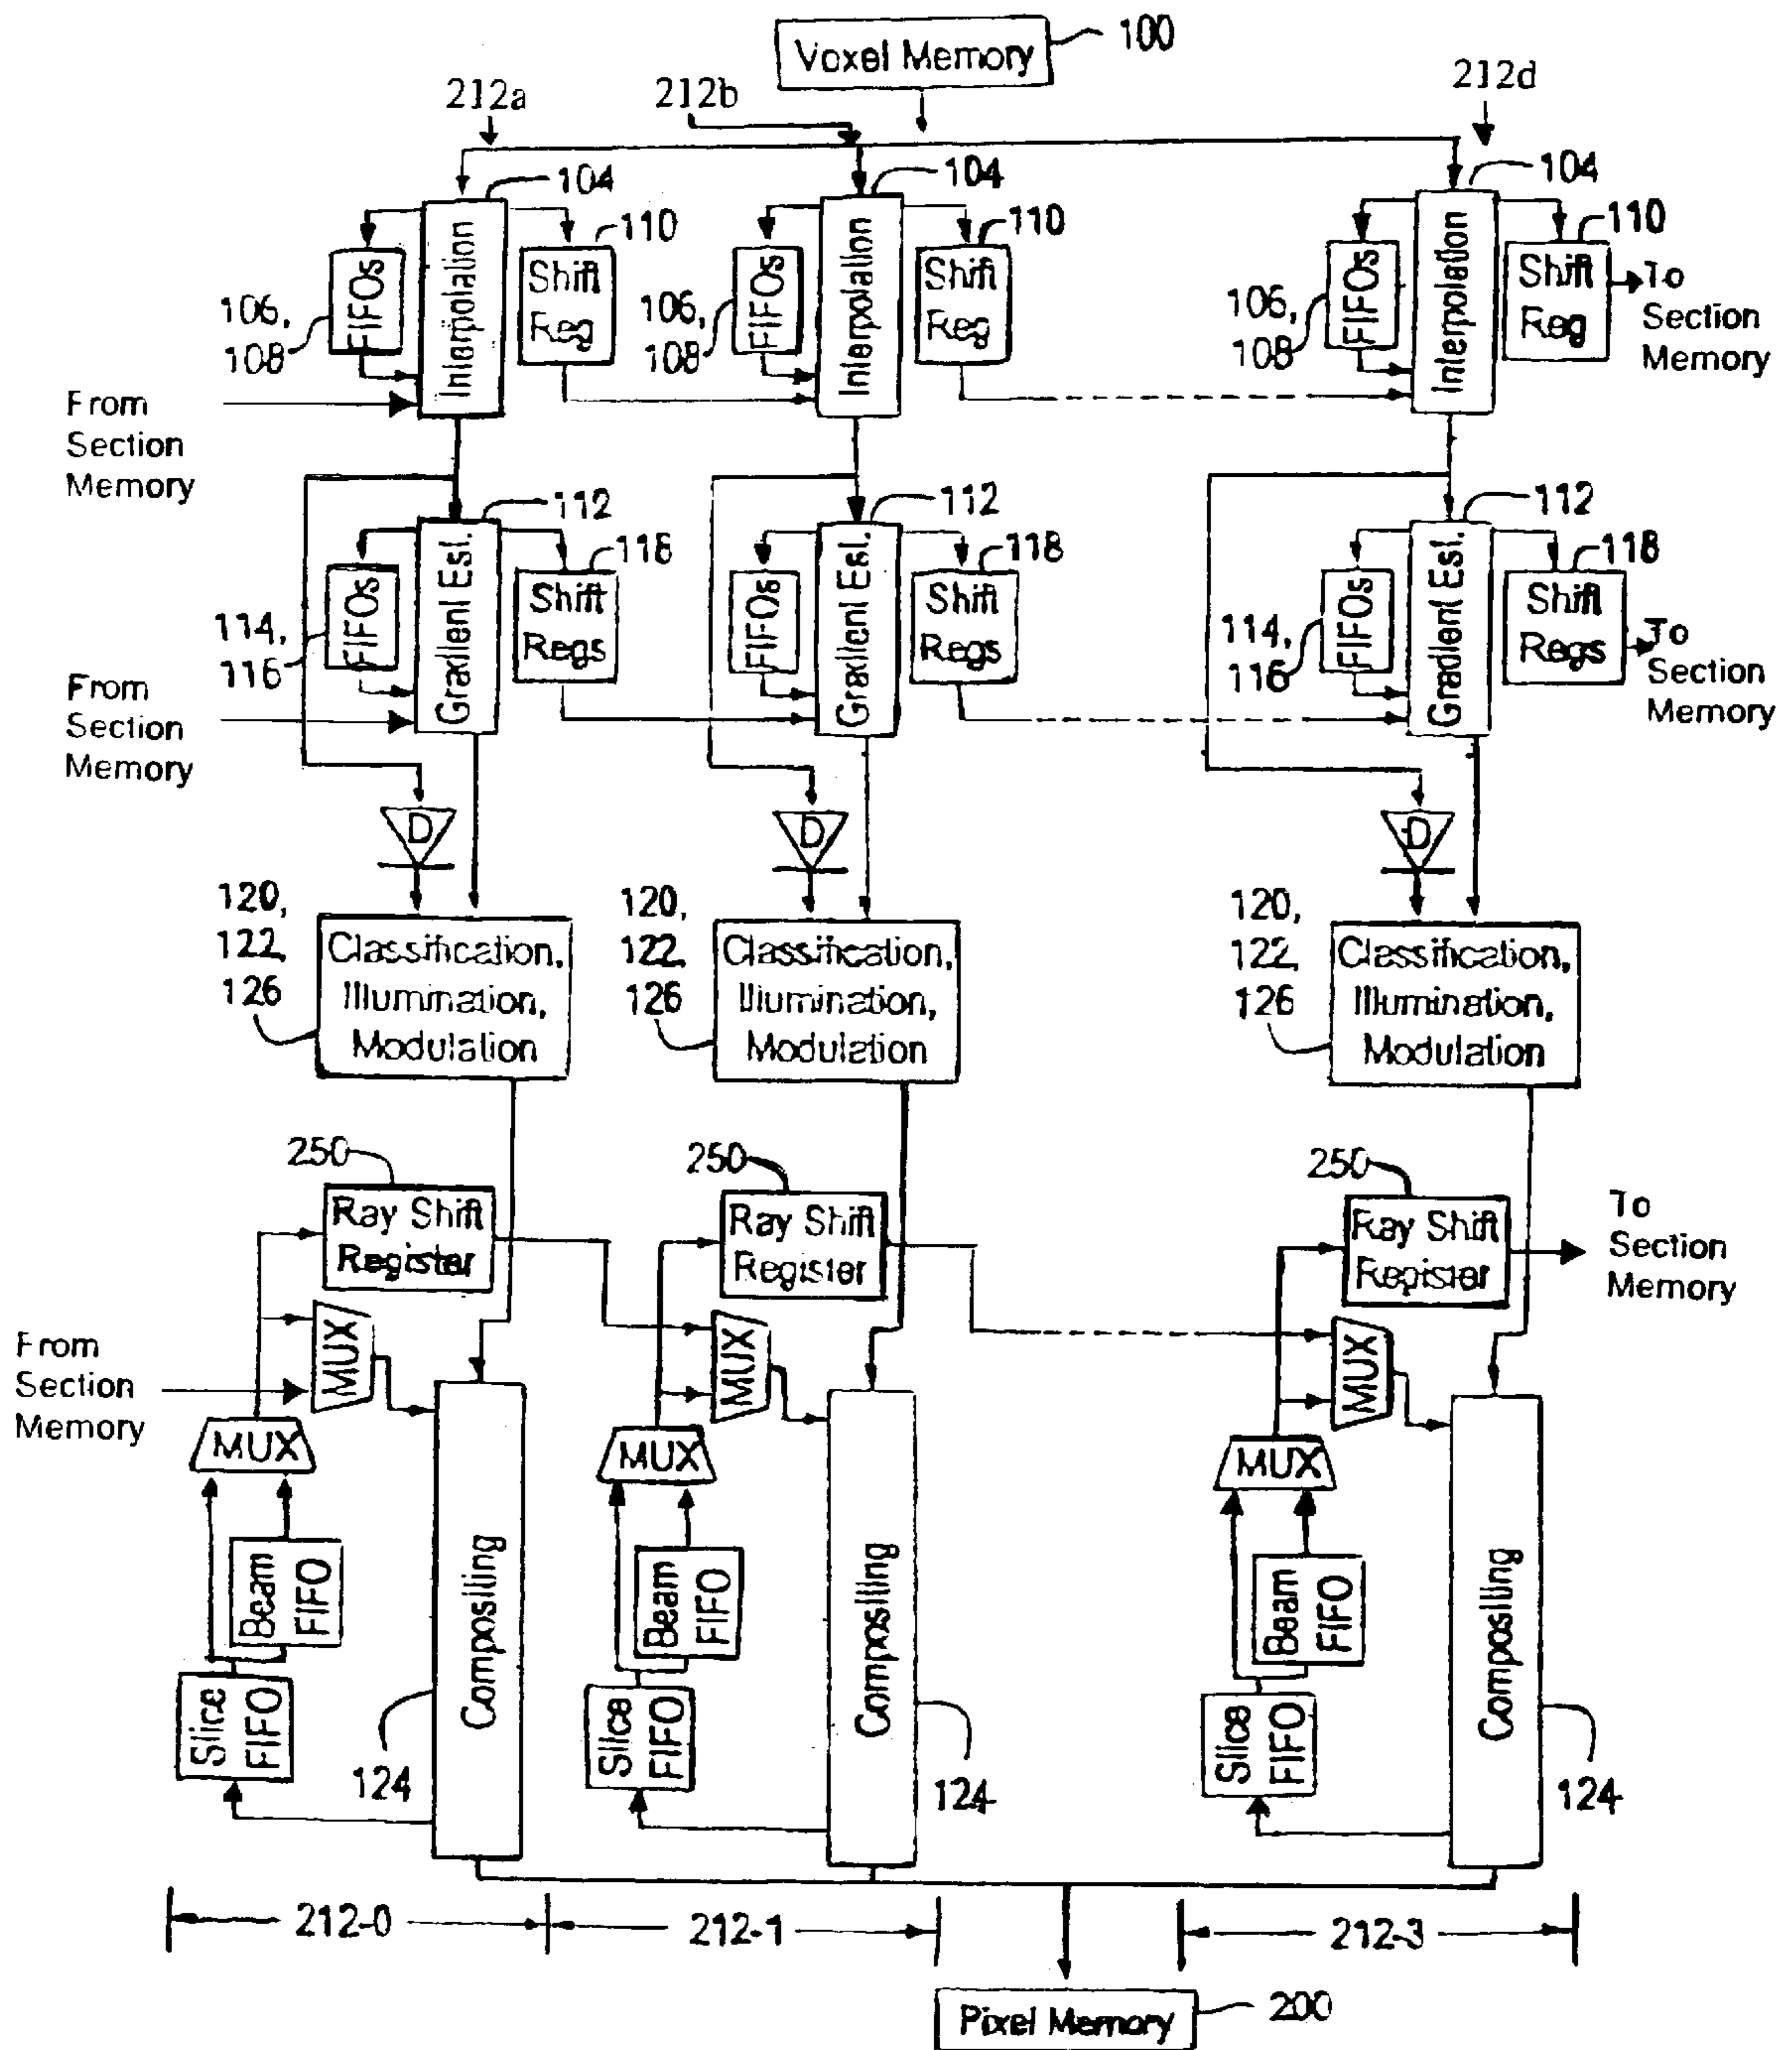 Voxel Memory
100
212a
212b
212d
104
104
104
110
110
110
FIFOs
Interpolation
Shift
Reg
FIFOs
Interpolation
Shift
Reg
FIFOs
Interpolation
Shift
Reg
106,
108
106,
108
106,
108
To
Section
Memory
From
Section
Memory
112
112
112
118
118
118
FIFOs
Gradient Est.
Shift
Regs
FIFOs
Gradient Est.
Shift
Regs
FIFOs
Gradient Est.
Shift
Regs
114,
116
114,
116
To
Section
Memory
From
Section
Memory
D
D
D
120,
122,
126
Classification,
Illumination,
Modulation
120,
122,
126
Classification,
Illumination,
Modulation
120,
122,
126
Classification,
Illumination,
Modulation
250
250
250
Ray Shift
Register
Ray Shift
Register
Ray Shift
Register
To
Section
Memory
From
Section
Memory
MUX
MUX
MUX
MUX
MUX
MUX
Beam
FIFO
Beam
FIFO
Beam
FIFO
Slice
FIFO
Slice
FIFO
Slice
FIFO
Compositing
Compositing
Compositing
124
124
124
212-0
212-1
212-3
Pixel Memory
200